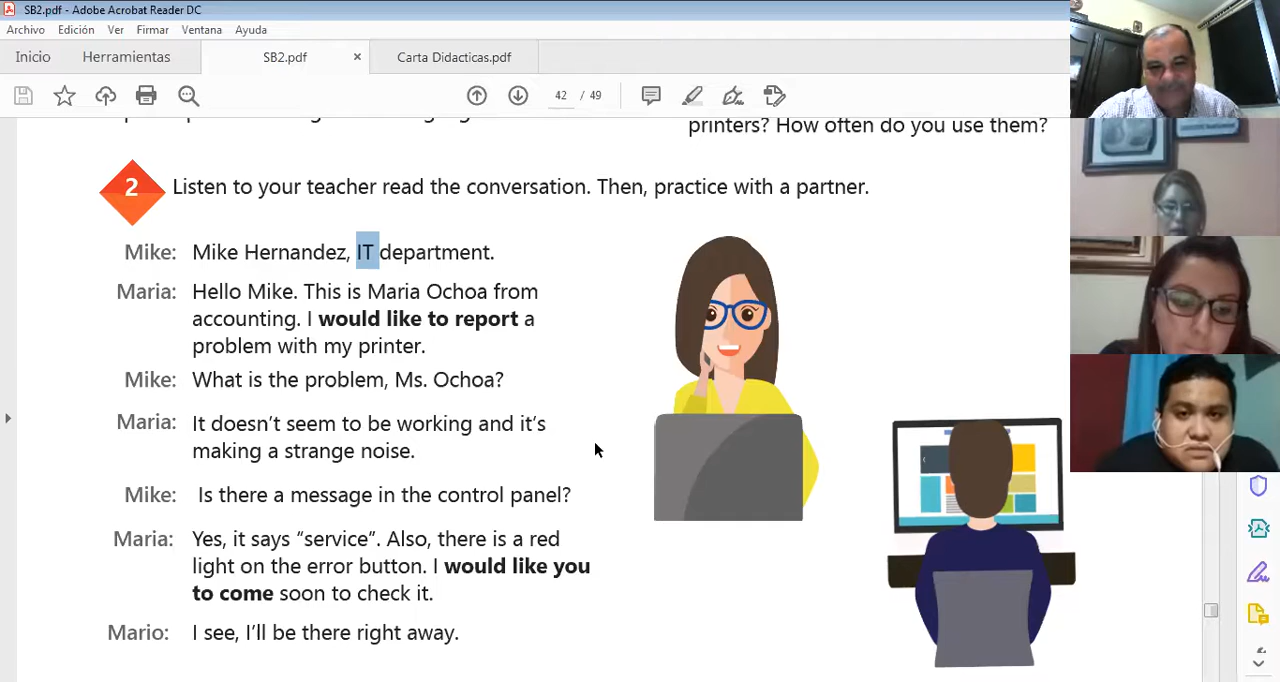 SB2.pdf - Adobe Acrobat Reader DC
Archivo Edición Ver Firmar Ventana Ayuda
Inicio Herramientas SB2.pdf × Carta Didacticas.pdf
42 / 49
printers? How often do you use them?
2 Listen to your teacher read the conversation. Then, practice with a partner.
Mike: Mike Hernandez, IT department.
Maria: Hello Mike. This is Maria Ochoa from
accounting. I would like to report a
problem with my printer.
Mike: What is the problem, Ms. Ochoa?
Maria: It doesn’t seem to be working and it’s
making a strange noise.
Mike: Is there a message in the control panel?
Maria: Yes, it says “service”. Also, there is a red
light on the error button. I would like you
to come soon to check it.
Mario: I see, I’ll be there right away.